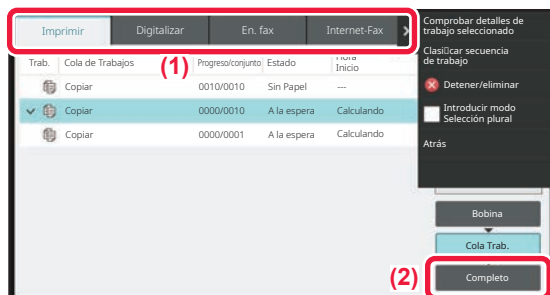 Imprimir Digitalizar En. fax Internet-Fax
(1)
Trab. Cola de Trabajos Progreso/conjunto Estado Hora
Inicio
Copiar 0010/0010 Sin Papel ---
Copiar 0000/0010 A la espera Calculando
Copiar 0000/0001 A la espera Calculando
Comprobar detalles de
trabajo seleccionado
Clasi▯car secuencia
de trabajo
Detener/eliminar
Introducir modo
Selección plural
Atrás
Bobina
Cola Trab.
(2)
Completo